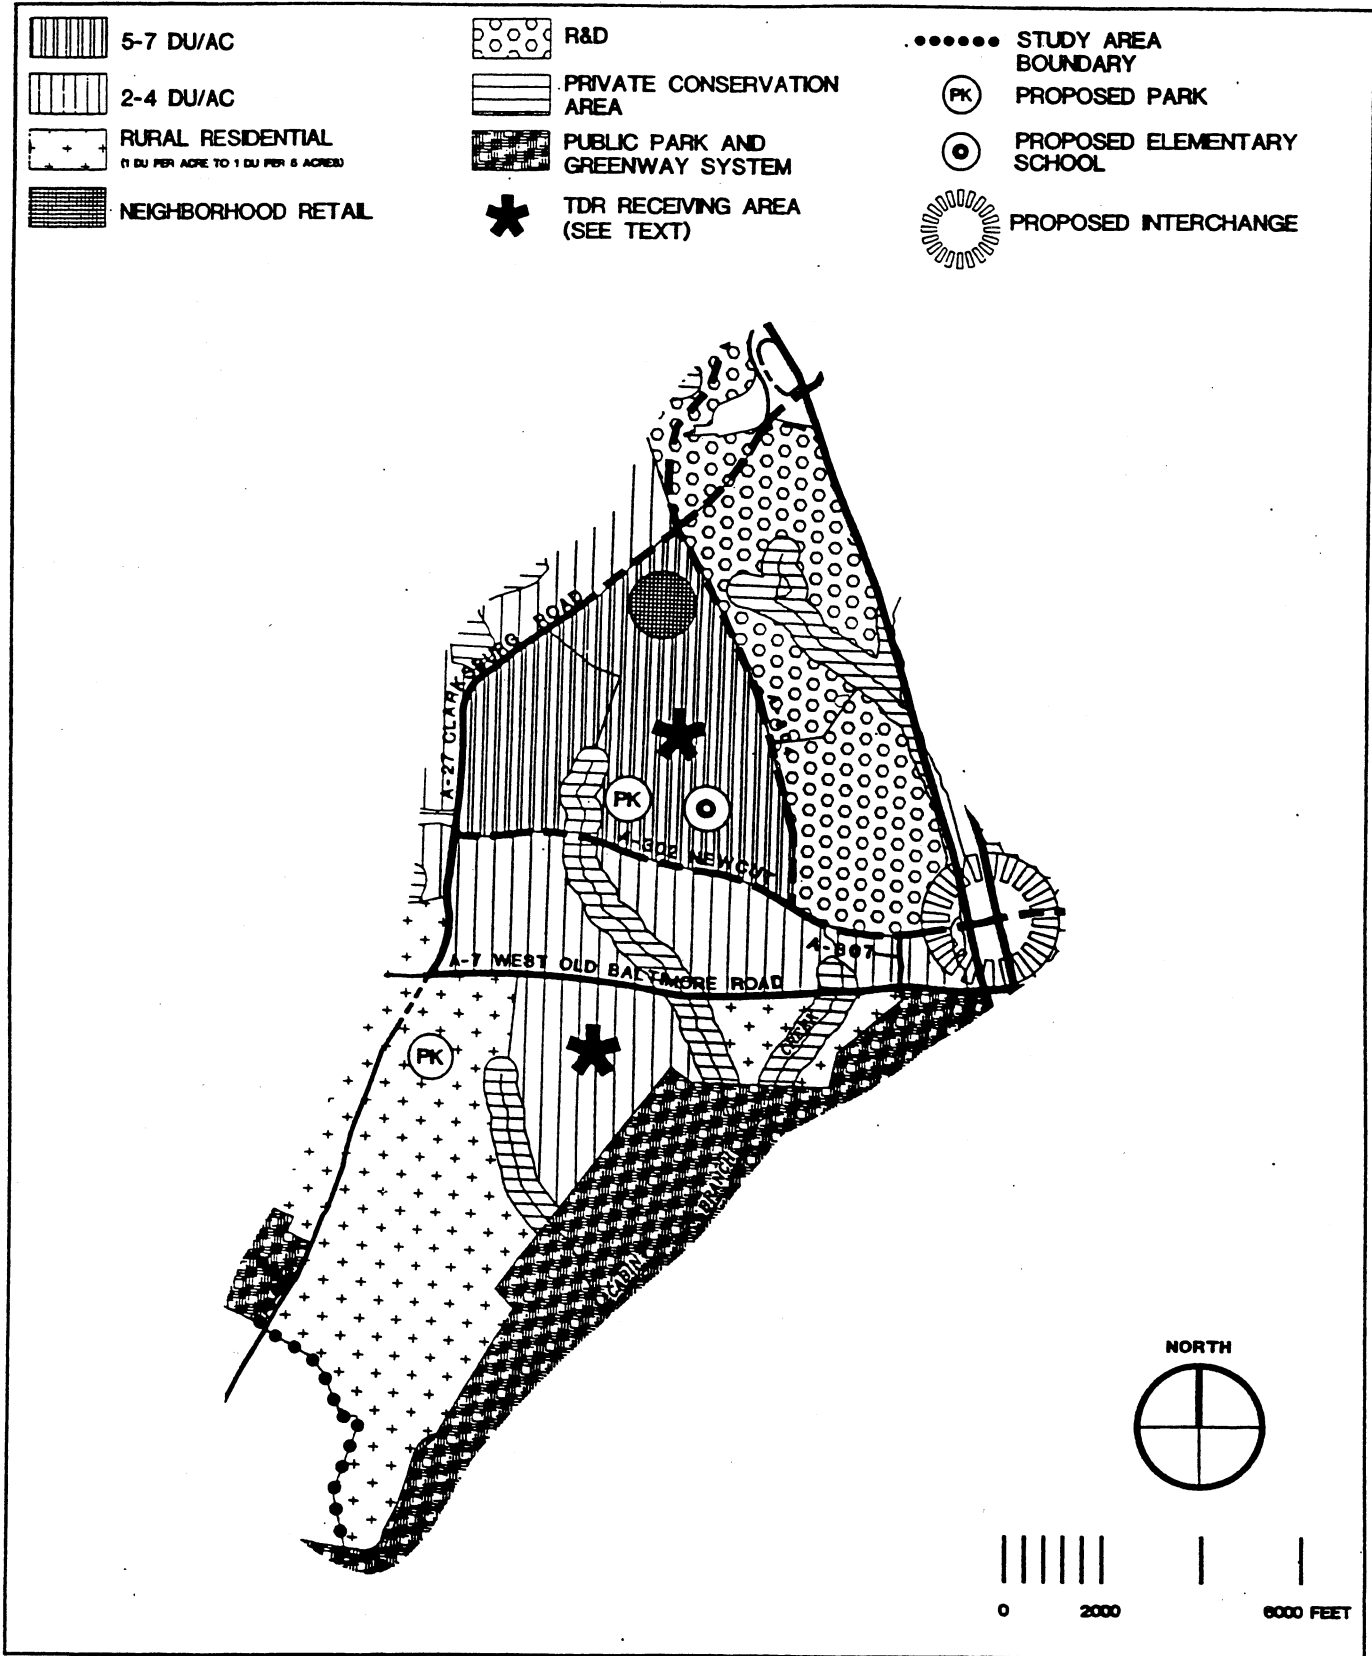 5-7 DU/AC
2-4 DU/AC
RURAL RESIDENTIAL
(1 DU PER ACRE TO 1 DU PER 5 ACRES)
NEIGHBORHOOD RETAIL
R&D
PRIVATE CONSERVATION
AREA
PUBLIC PARK AND
GREENWAY SYSTEM
TDR RECEIVING AREA
(SEE TEXT)
STUDY AREA
BOUNDARY
PK
PROPOSED PARK
PROPOSED ELEMENTARY
SCHOOL
PROPOSED INTERCHANGE
A-27 CLARKSBURG ROAD
PK
A-302 NEWCUT
A-307
A-7 WEST OLD BALTIMORE ROAD
CREEK
PK
CABIN BRANCH
NORTH
0 2000 6000 FEET